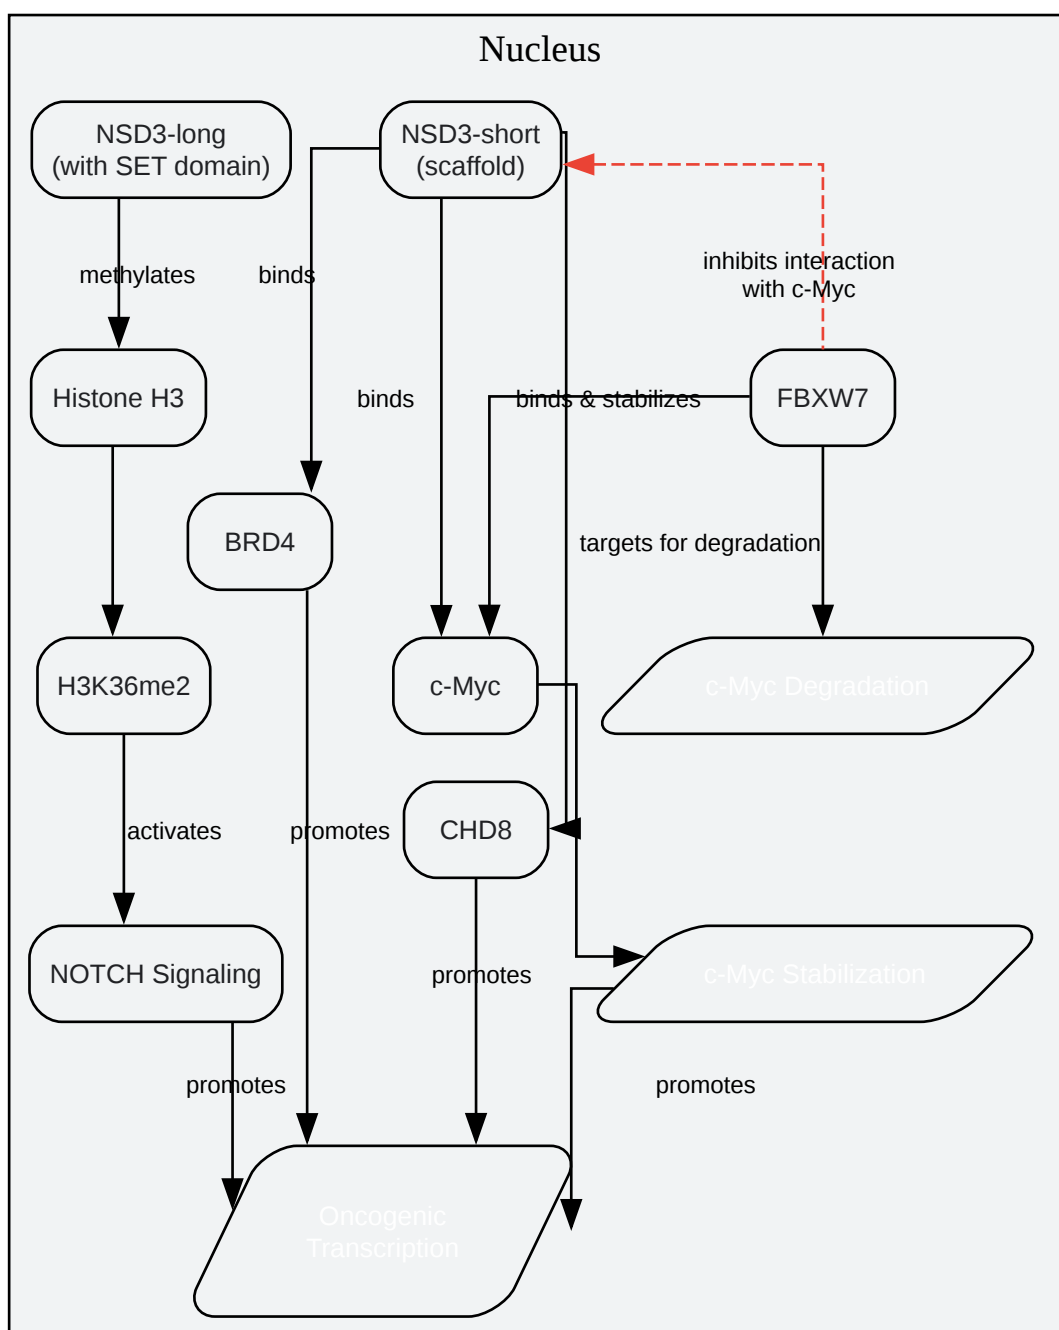 Nucleus
NSD3-long
(with SET domain)
NSD3-short
(scaffold)
methylates
binds
inhibits interaction
with c-Myc
Histone H3
binds
binds & stabilizes
FBXW7
BRD4
targets for degradation
H3K36me2
c-Myc
c-Myc Degradation
activates
promotes
CHD8
NOTCH Signaling
promotes
c-Myc Stabilization
promotes
promotes
Oncogenic
Transcription